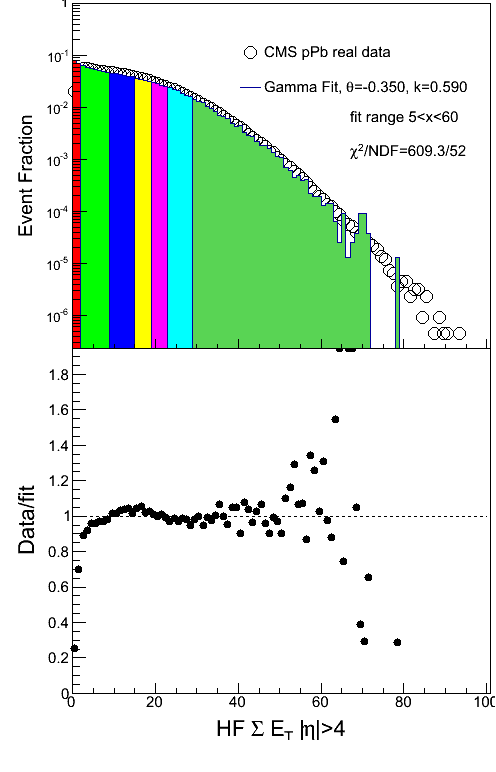 1
10⁻¹
10⁻²
10⁻³
10⁻⁴
10⁻⁵
10⁻⁶
Event Fraction
CMS pPb real data
Gamma Fit, θ=-0.350, k=0.590
fit range 5<x<60
χ²/NDF=609.3/52
1.8
1.6
1.4
1.2
1
0.8
0.6
0.4
0.2
0
Data/fit
0 20 40 60 80 100
HF Σ E_T |η|>4